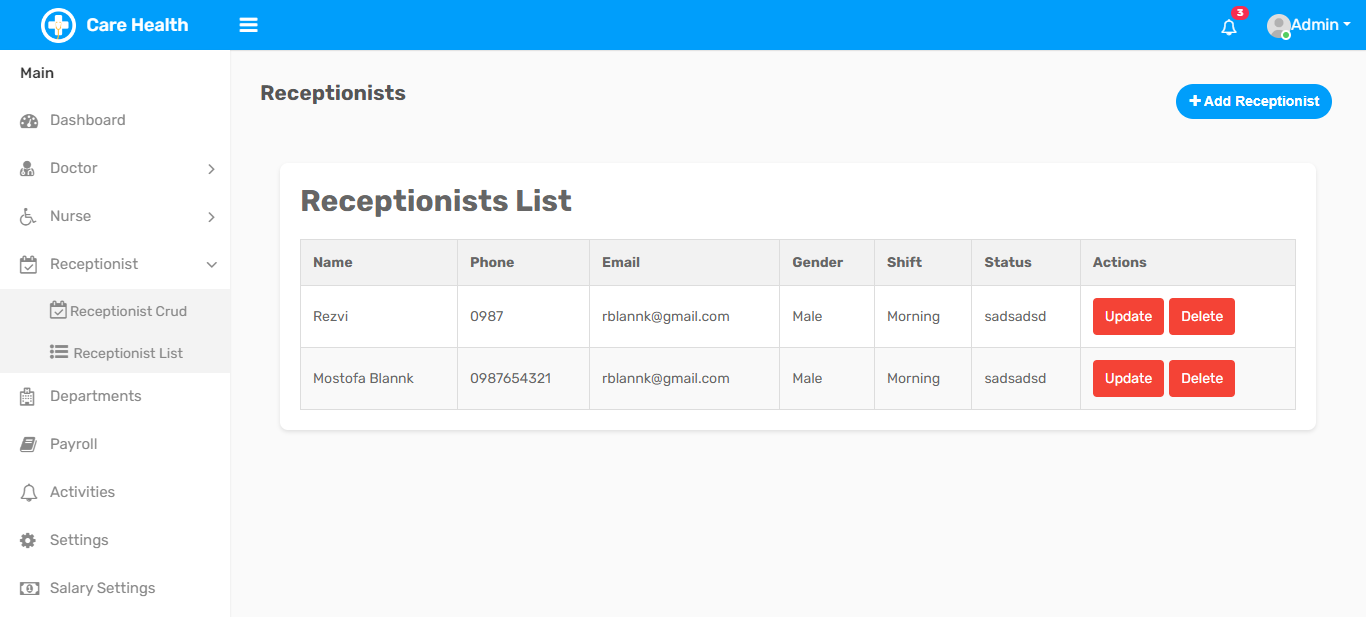 Care Health
3
Admin
Main
Dashboard
Doctor
Nurse
Receptionist
Receptionist Crud
Receptionist List
Departments
Payroll
Activities
Settings
Salary Settings
Receptionists
Add Receptionist
Receptionists List
Name Phone Email Gender Shift Status Actions
Rezvi 0987 rblannk@gmail.com Male Morning sadsadsd Update Delete
Mostofa Blannk 0987654321 rblannk@gmail.com Male Morning sadsadsd Update Delete